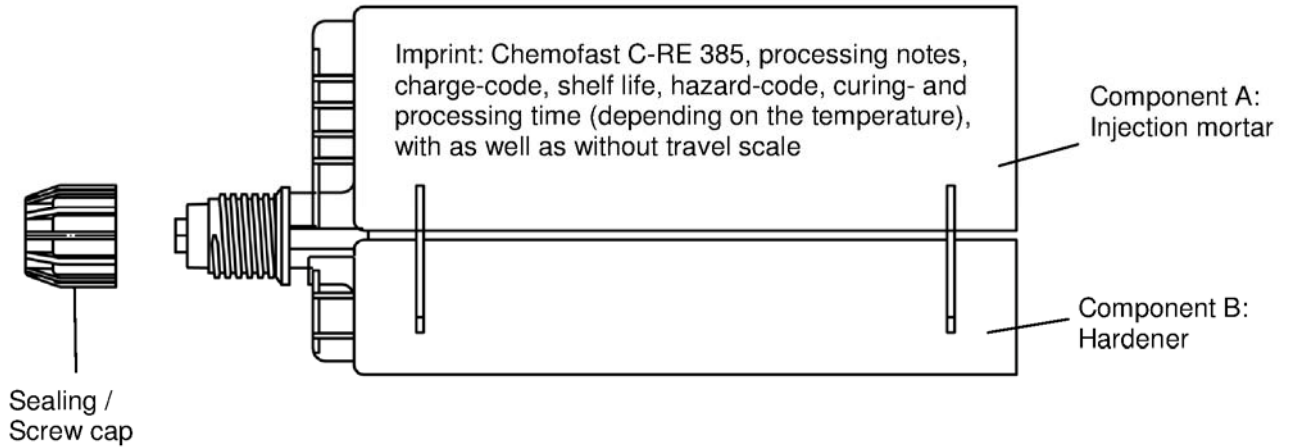 Imprint: Chemofast C-RE 385, processing notes,
charge-code, shelf life, hazard-code, curing- and
processing time (depending on the temperature),
with as well as without travel scale
Component A:
Injection mortar
Component B:
Hardener
Sealing /
Screw cap